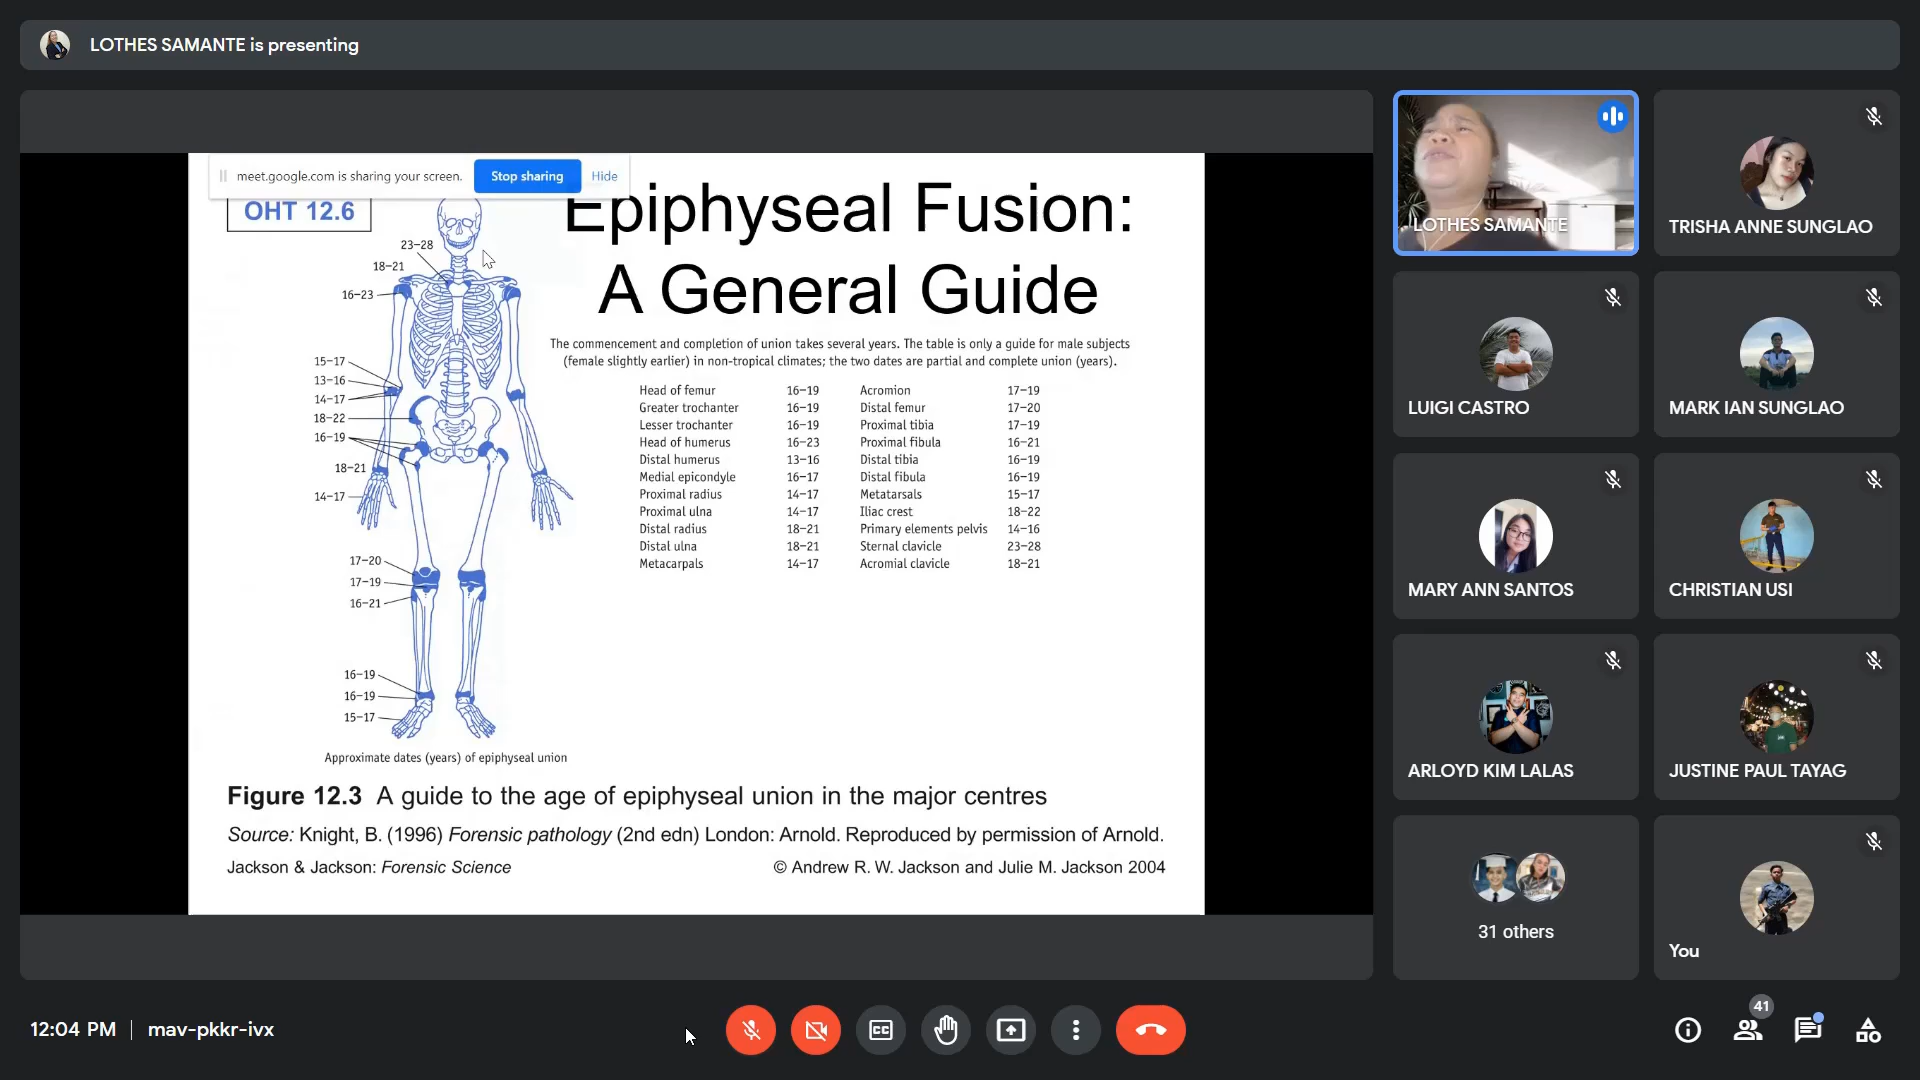 LOTHES SAMANTE is presenting
meet.google.com is sharing your screen.
Stop sharing
Hide
OHT 12.6
Epiphyseal Fusion:
A General Guide
The commencement and completion of union takes several years. The table is only a guide for male subjects
(female slightly earlier) in non-tropical climates; the two dates are partial and complete union (years).
Head of femur 16–19 Acromion 17–19
Greater trochanter 16–19 Distal femur 17–20
Lesser trochanter 16–19 Proximal tibia 17–19
Head of humerus 16–23 Proximal fibula 16–21
Distal humerus 13–16 Distal tibia 16–19
Medial epicondyle 16–17 Distal fibula 16–19
Proximal radius 14–17 Metatarsals 15–17
Proximal ulna 14–17 Iliac crest 18–22
Distal radius 18–21 Primary elements pelvis 14–16
Distal ulna 18–21 Sternal clavicle 23–28
Metacarpals 14–17 Acromial clavicle 18–21
23–28
18–21
16–23
15–17
13–16
14–17
18–22
16–19
18–21
14–17
17–20
17–19
16–21
16–19
16–19
15–17
Approximate dates (years) of epiphyseal union
Figure 12.3 A guide to the age of epiphyseal union in the major centres
Source: Knight, B. (1996) Forensic pathology (2nd edn) London: Arnold. Reproduced by permission of Arnold.
Jackson & Jackson: Forensic Science © Andrew R. W. Jackson and Julie M. Jackson 2004
LOTHES SAMANTE
TRISHA ANNE SUNGLAO
LUIGI CASTRO
MARK IAN SUNGLAO
MARY ANN SANTOS
CHRISTIAN USI
ARLOYD KIM LALAS
JUSTINE PAUL TAYAG
31 others
You
12:04 PM
mav-pkkr-ivx
CC
41